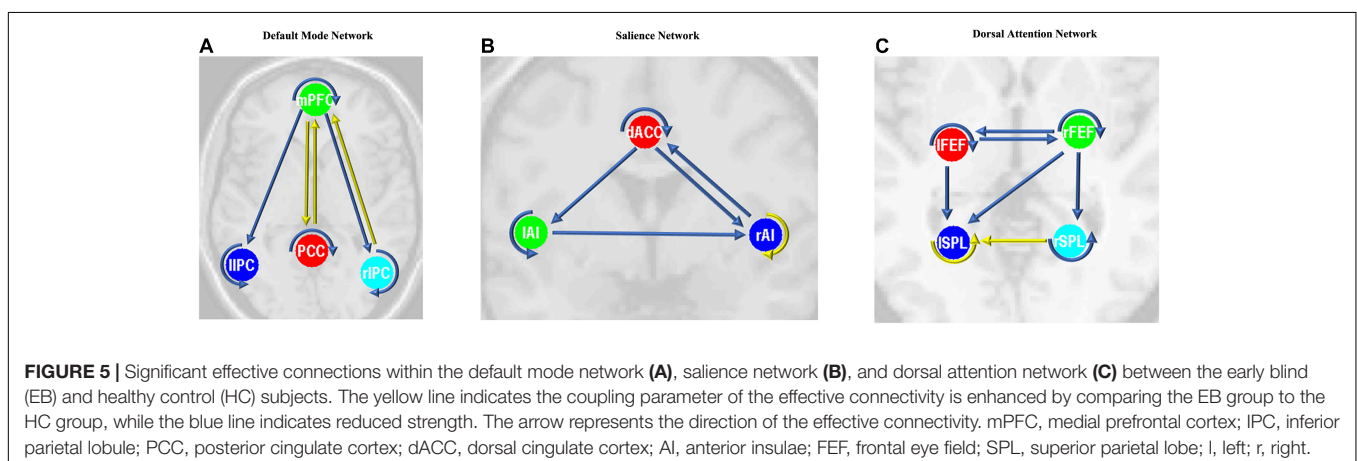 A Default Mode Network
B Salience Network
C Dorsal Attention Network
mPFC
lIPC
PCC
rIPC
dACC
lAI
rAI
lFEF
rFEF
lSPL
rSPL
FIGURE 5 | Significant effective connections within the default mode network (A), salience network (B), and dorsal attention network (C) between the early blind
(EB) and healthy control (HC) subjects. The yellow line indicates the coupling parameter of the effective connectivity is enhanced by comparing the EB group to the
HC group, while the blue line indicates reduced strength. The arrow represents the direction of the effective connectivity. mPFC, medial prefrontal cortex; IPC, inferior
parietal lobule; PCC, posterior cingulate cortex; dACC, dorsal cingulate cortex; AI, anterior insulae; FEF, frontal eye field; SPL, superior parietal lobe; l, left; r, right.